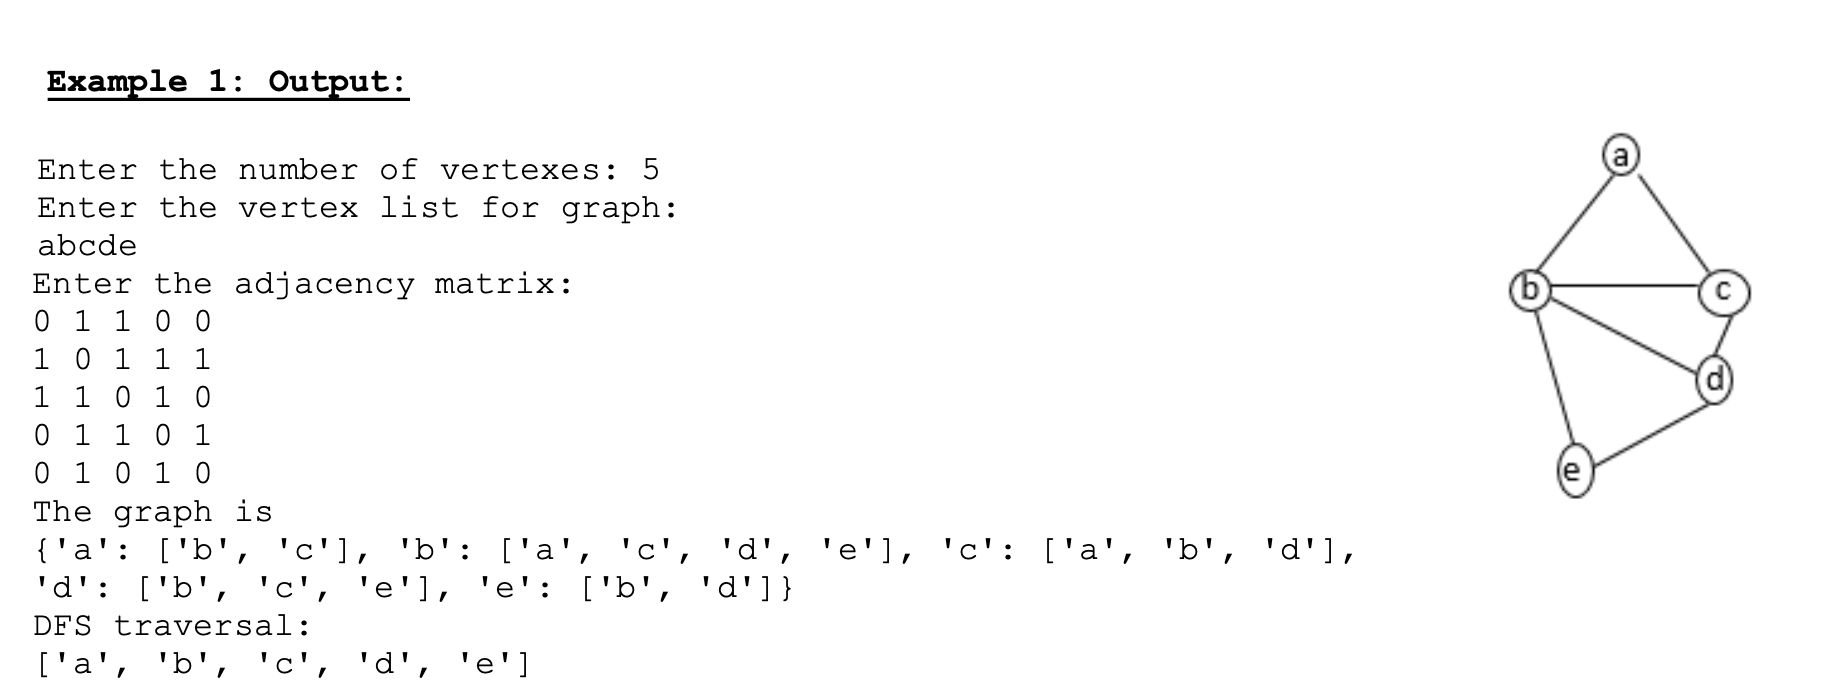 Example 1: Output:
Enter the number of vertexes: 5
Enter the vertex list for graph:
abcde
Enter the adjacency matrix:
0 1 1 0 0
1 0 1 1 1
1 1 0 1 0
0 1 1 0 1
0 1 0 1 0
The graph is
{'a': ['b', 'c'], 'b': ['a', 'c', 'd', 'e'], 'c': ['a', 'b', 'd'],
'd': ['b', 'c', 'e'], 'e': ['b', 'd']}
DFS traversal:
['a', 'b', 'c', 'd', 'e']
a
b
c
d
e